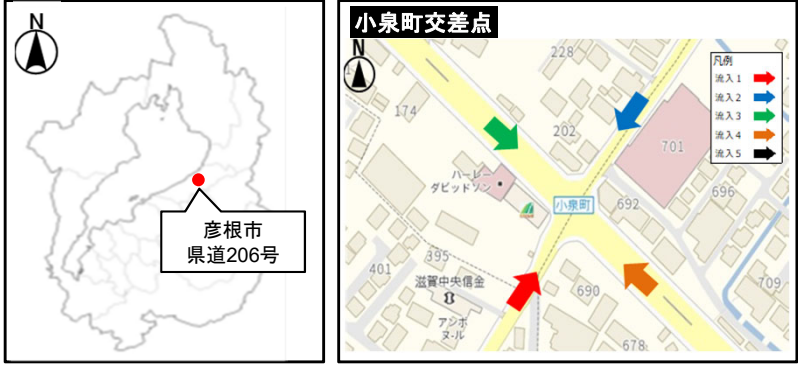 N
彦根市
県道206号
小泉町交差点
N
228
凡例
流入1
流入2
流入3
流入4
流入5
174
202
701
ハーレー
ダビッドソン
小泉町
692
696
395
401
滋賀中央信金
アンボ
ヌール
690
709
678